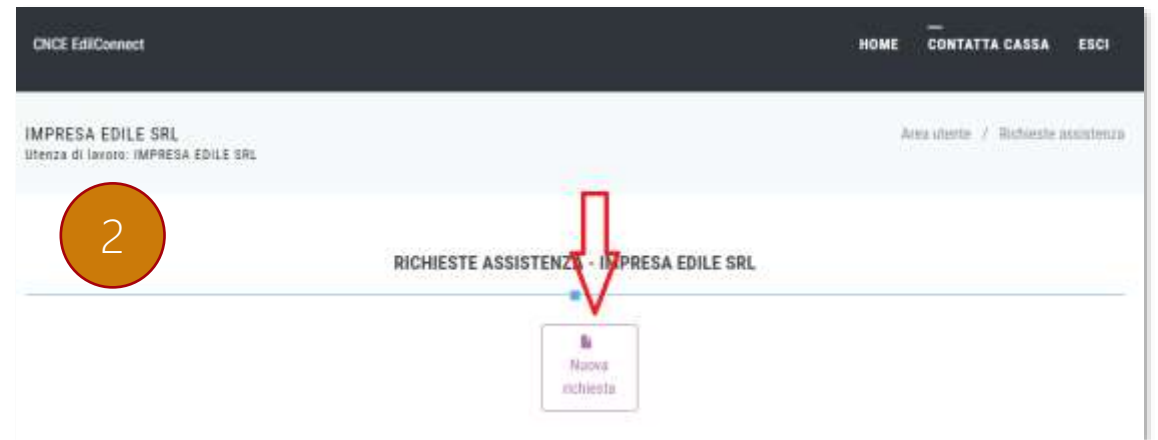 CNCE EdilConnect
HOME CONTATTA CASSA ESCI
IMPRESA EDILE SRL
Area utente / Richieste assistenza
Utenza di lavoro: IMPRESA EDILE SRL
2
RICHIESTE ASSISTENZA - IMPRESA EDILE SRL
Nuova
richiesta